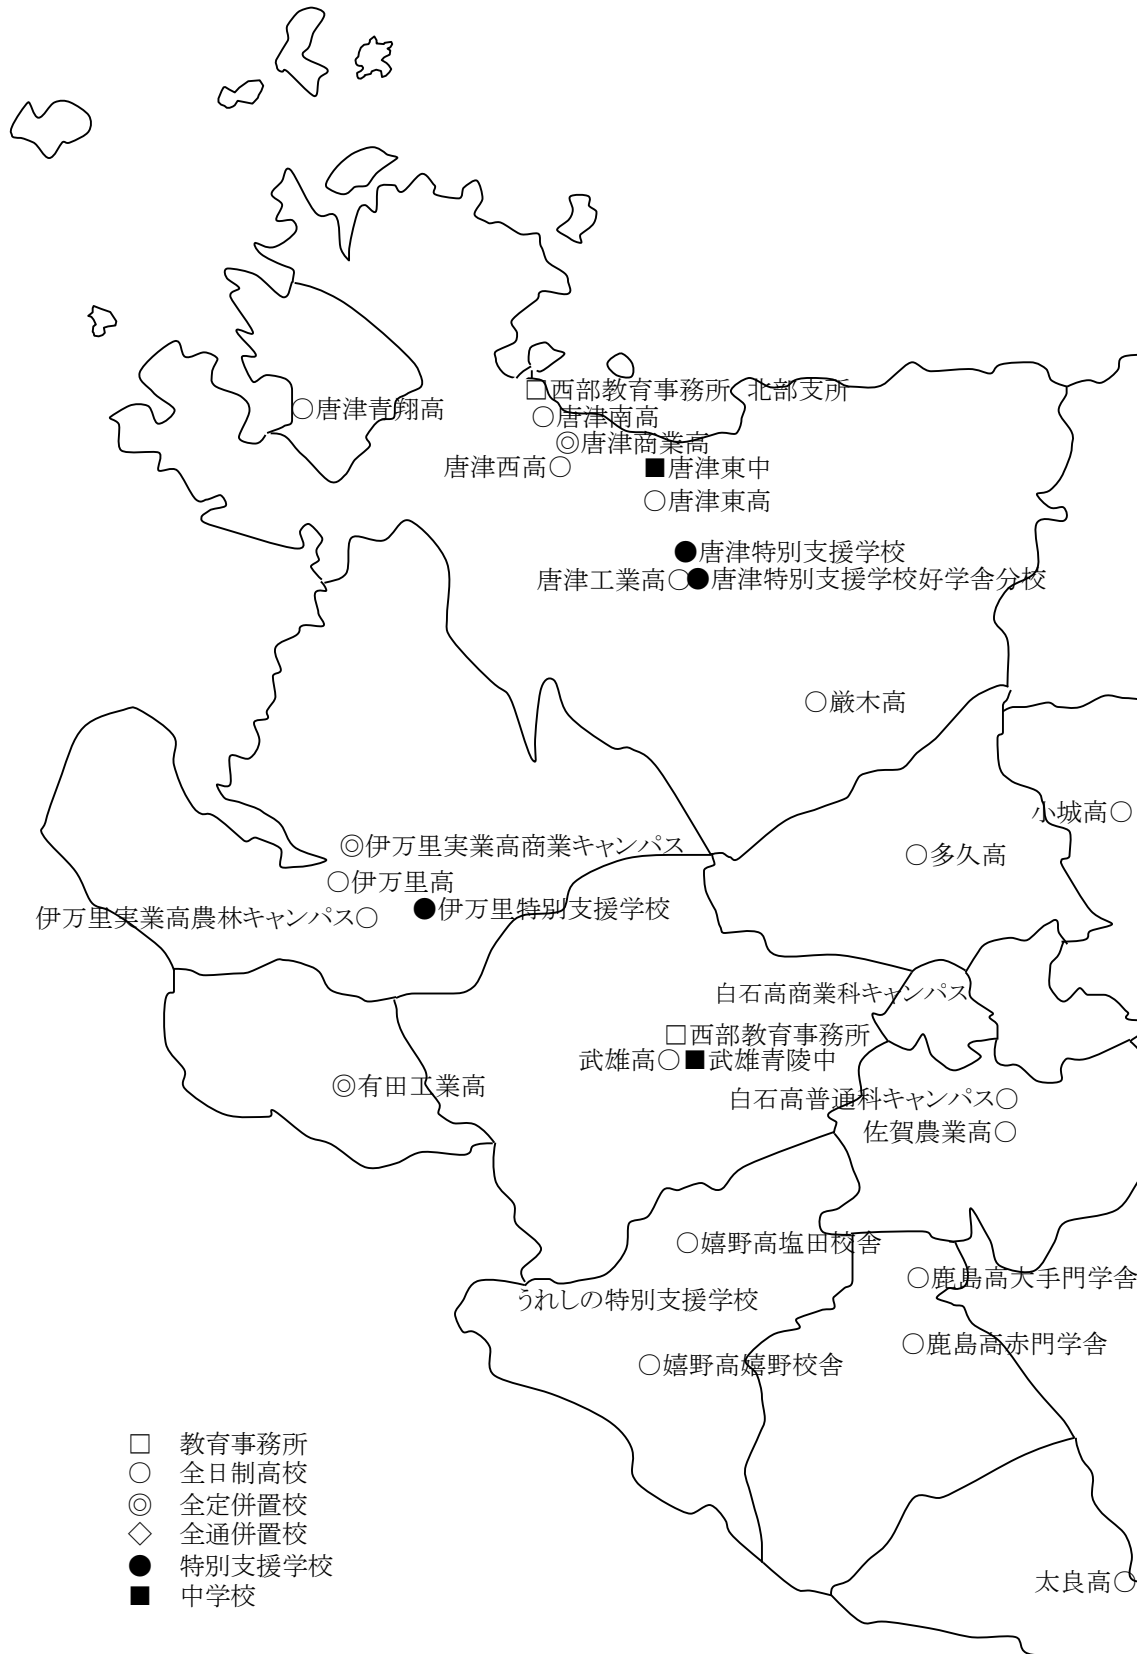 □西部教育事務所 北部支所
○唐津青翔高
○唐津南高
◎唐津商業高
唐津西高○
■唐津東中
○唐津東高
●唐津特別支援学校
唐津工業高○●唐津特別支援学校好学舎分校
○厳木高
小城高○
◎伊万里実業高商業キャンパス
○多久高
○伊万里高
●伊万里特別支援学校
伊万里実業高農林キャンパス○
白石高商業科キャンパス
□西部教育事務所
武雄高○■武雄青陵中
◎有田工業高
白石高普通科キャンパス○
佐賀農業高○
○嬉野高塩田校舎
○鹿島高大手門学舎
うれしの特別支援学校
○鹿島高赤門学舎
○嬉野高嬉野校舎
□ 教育事務所
○ 全日制高校
◎ 全定併置校
◇ 全通併置校
● 特別支援学校
■ 中学校
太良高○